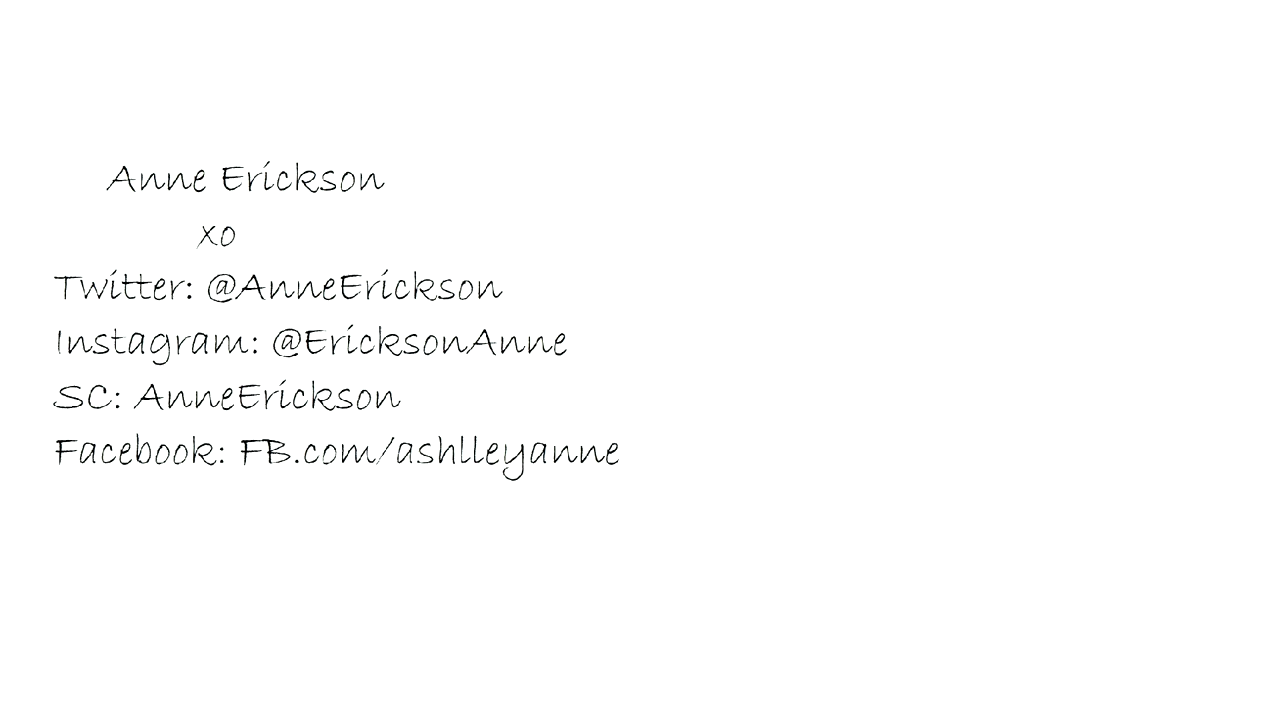 Anne Erickson
xo
Twitter: @AnneErickson
Instagram: @EricksonAnne
SC: AnneErickson
Facebook: FB.com/ashlleyanne